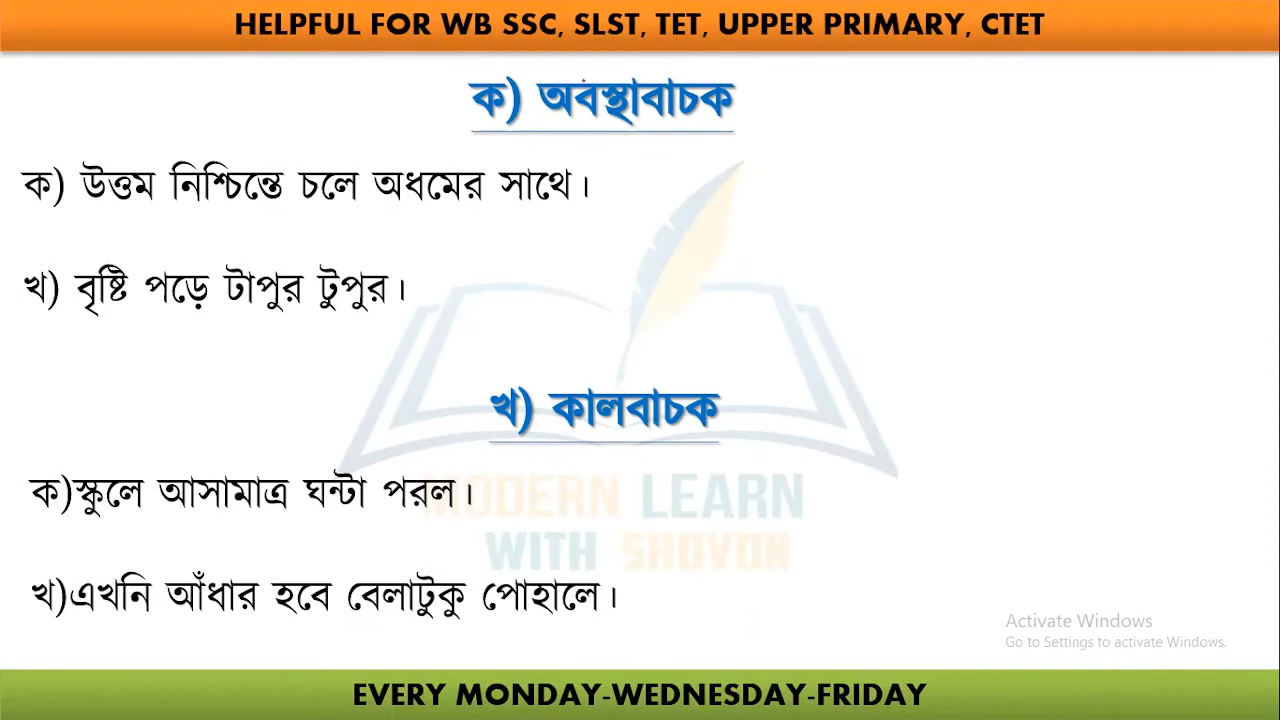 HELPFUL FOR WB SSC, SLST, TET, UPPER PRIMARY, CTET
ক) অবস্থাবাচক
ক) উত্তম নিশ্চিন্তে চলে অধমের সাথে।
খ) বৃষ্টি পড়ে টাপুর টুপুর।
খ) কালবাচক
ক)স্কুলে আসামাত্র ঘন্টা পরল।
MODERN LEARN
WITH SHOVON
খ)এখনি আঁধার হবে বেলাটুকু পোহালে।
Activate Windows
Go to Settings to activate Windows.
EVERY MONDAY-WEDNESDAY-FRIDAY